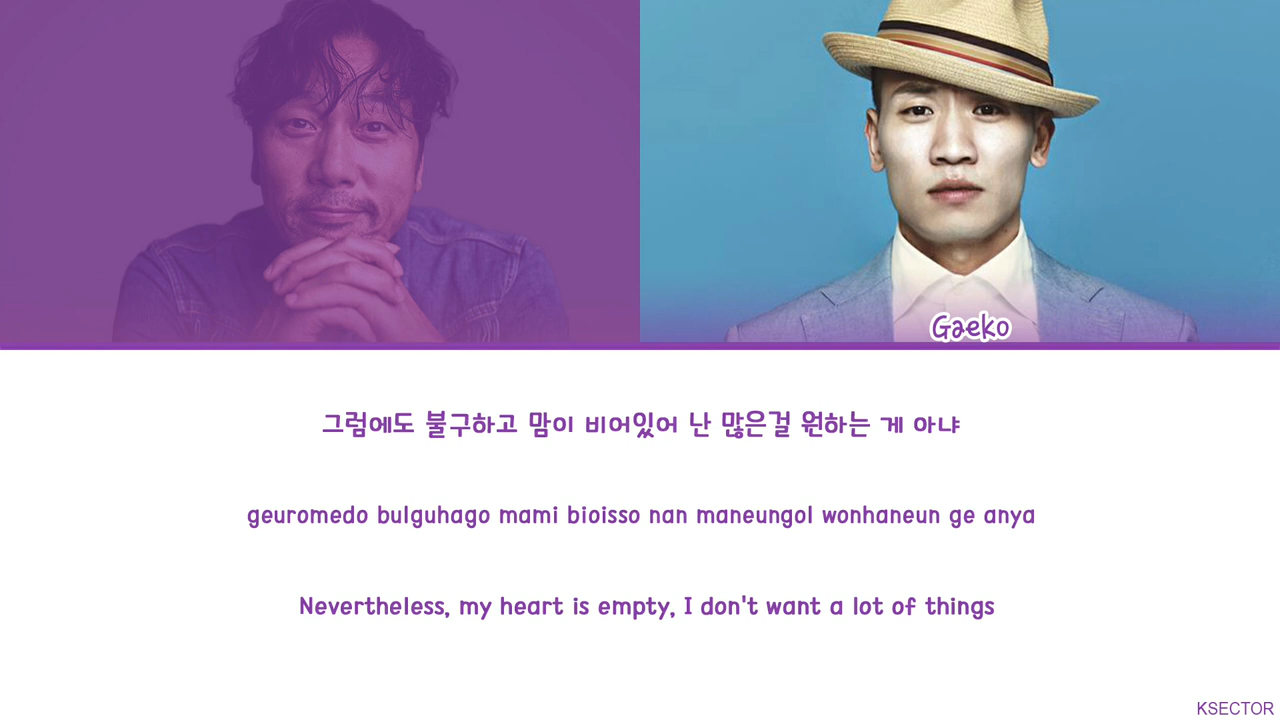 Gaeko
그럼에도 불구하고 맘이 비어있어 난 많은걸 원하는 게 아냐
geuromedo bulguhago mami bioisso nan maneungol wonhaneun ge anya
Nevertheless, my heart is empty, I don't want a lot of things
KSECTOR